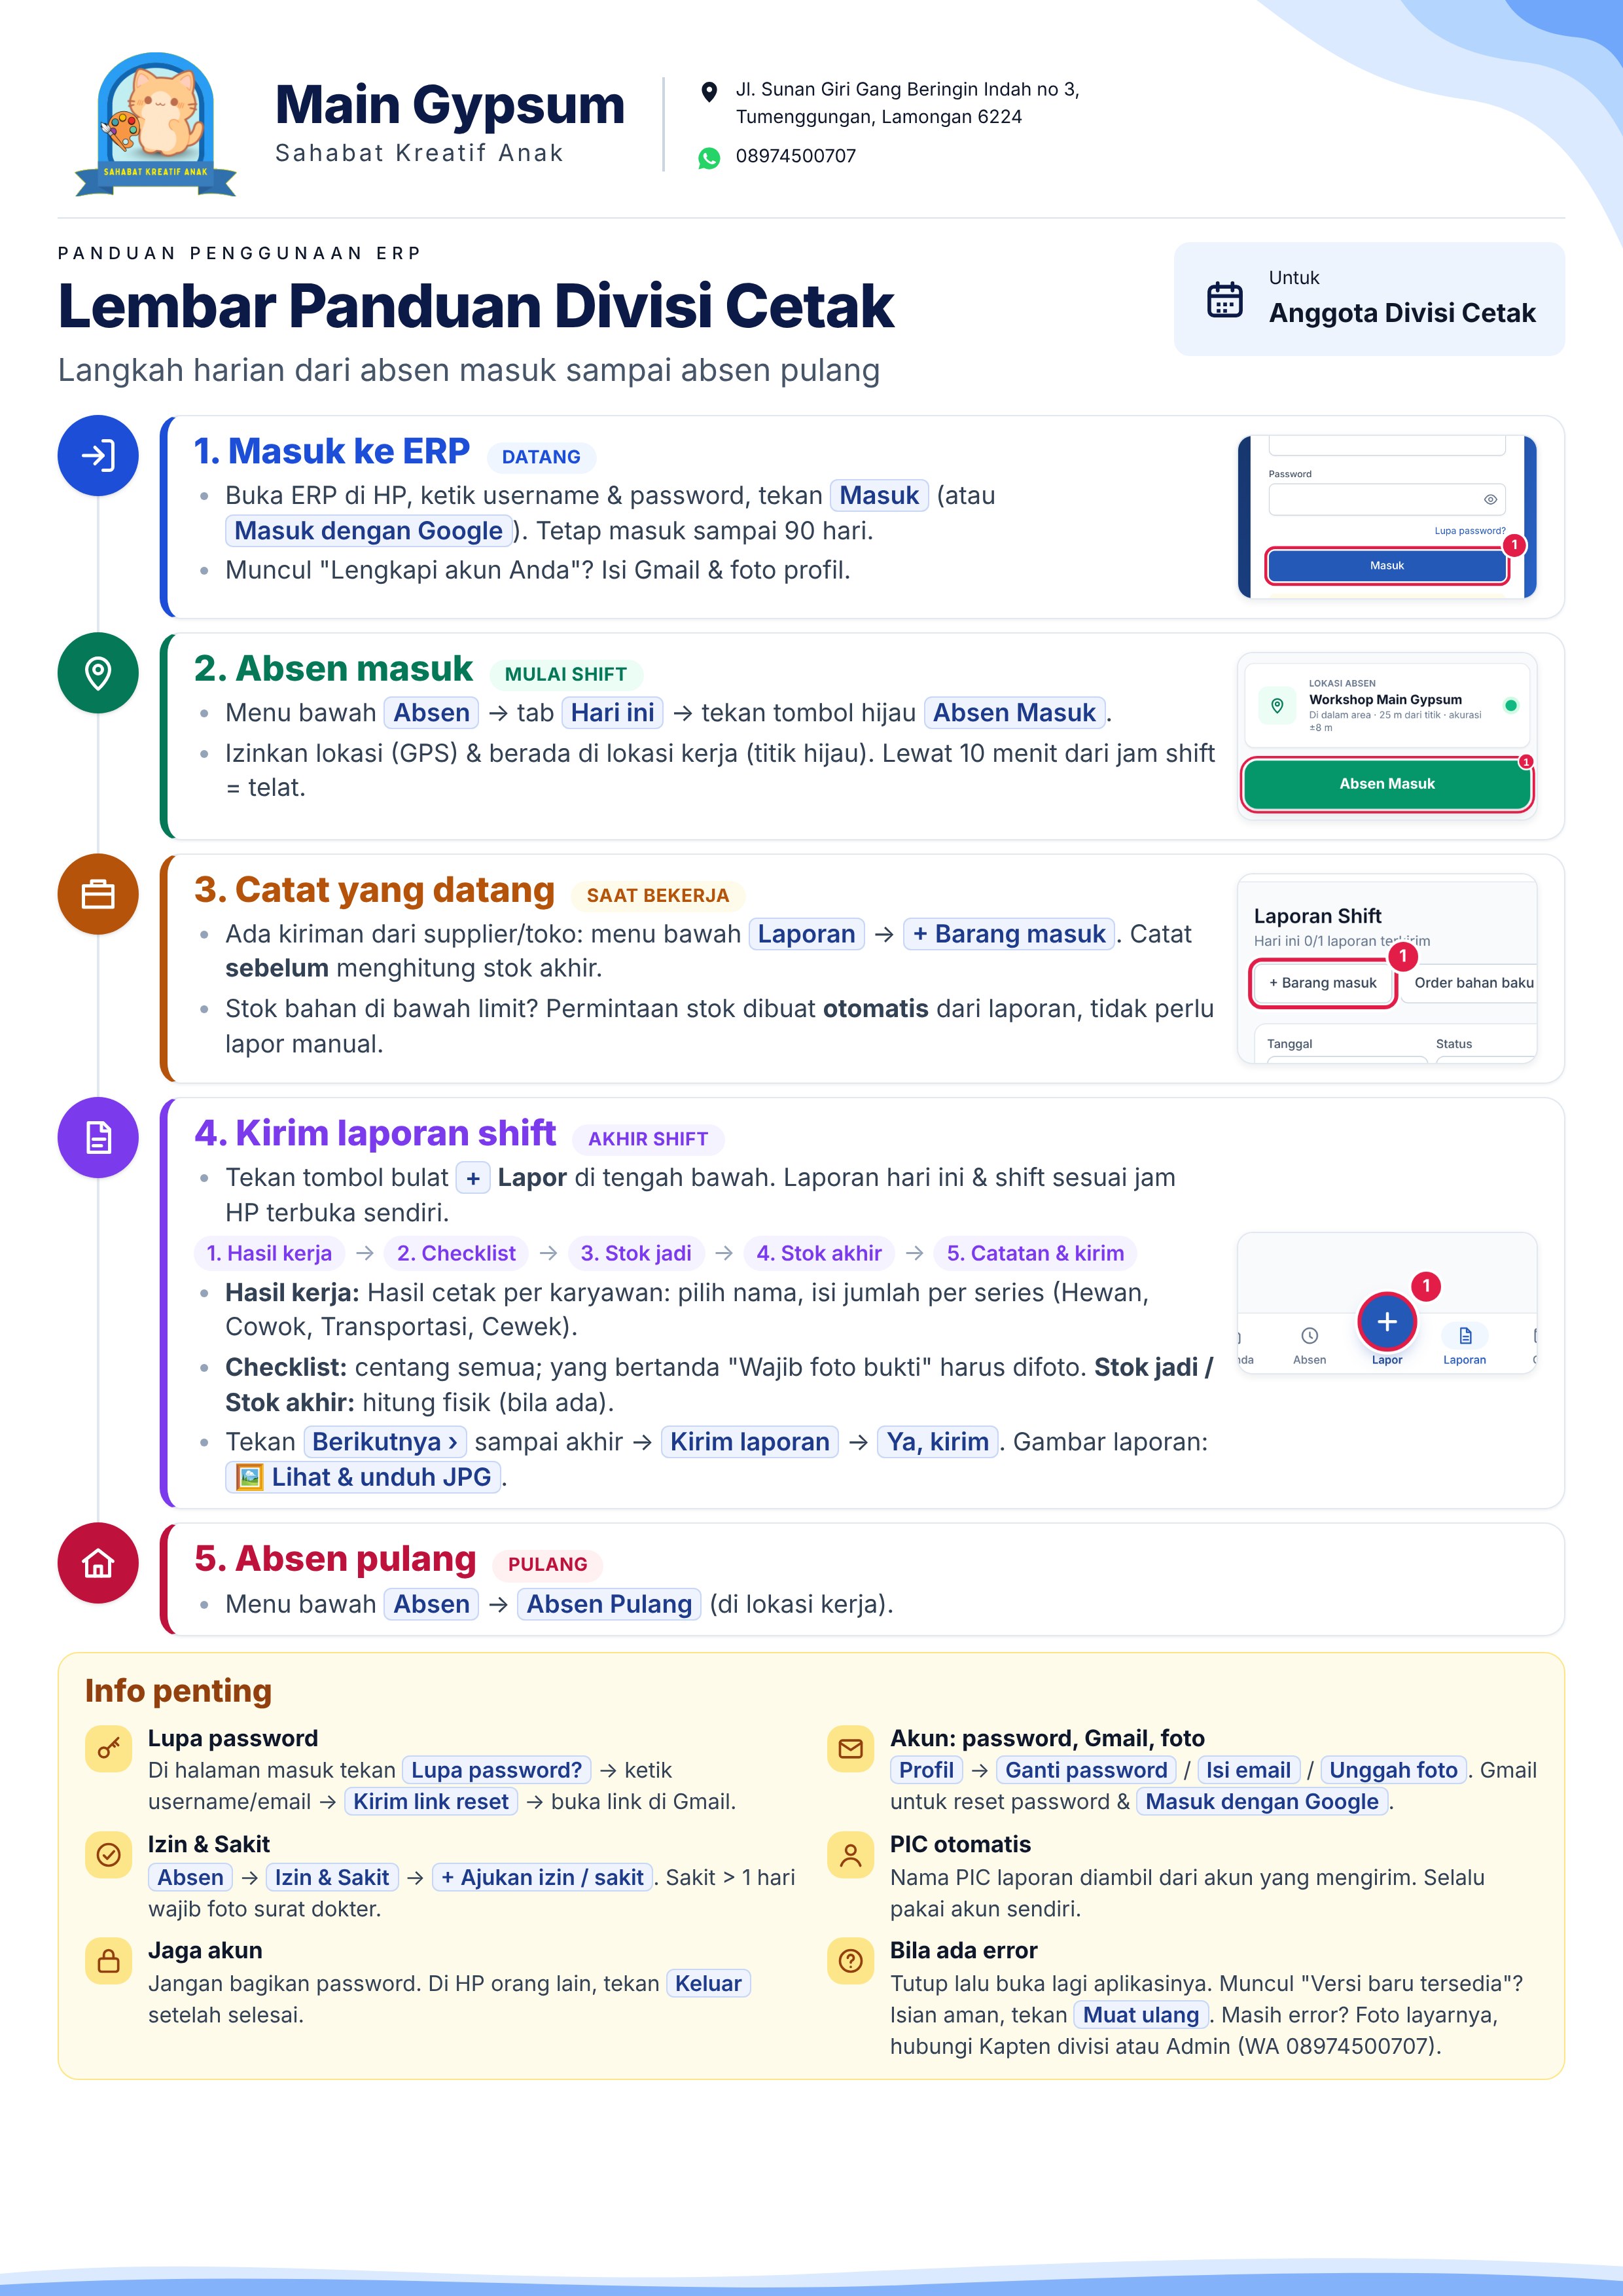 SAHABAT KREATIF ANAK
Main Gypsum
Sahabat Kreatif Anak
Jl. Sunan Giri Gang Beringin Indah no 3,
Tumenggungan, Lamongan 6224
08974500707
PANDUAN PENGGUNAAN ERP
Lembar Panduan Divisi Cetak
Langkah harian dari absen masuk sampai absen pulang
Untuk
Anggota Divisi Cetak
1. Masuk ke ERP DATANG
• Buka ERP di HP, ketik username & password, tekan Masuk (atau
Masuk dengan Google). Tetap masuk sampai 90 hari.
• Muncul "Lengkapi akun Anda"? Isi Gmail & foto profil.
Password
Lupa password?
1
Masuk
2. Absen masuk MULAI SHIFT
• Menu bawah Absen → tab Hari ini → tekan tombol hijau Absen Masuk.
• Izinkan lokasi (GPS) & berada di lokasi kerja (titik hijau). Lewat 10 menit dari jam shift
= telat.
LOKASI ABSEN
Workshop Main Gypsum
Di dalam area · 25 m dari titik · akurasi
±8 m
1
Absen Masuk
3. Catat yang datang SAAT BEKERJA
• Ada kiriman dari supplier/toko: menu bawah Laporan → + Barang masuk. Catat
sebelum menghitung stok akhir.
• Stok bahan di bawah limit? Permintaan stok dibuat otomatis dari laporan, tidak perlu
lapor manual.
Laporan Shift
Hari ini 0/1 laporan terkirim
1
+ Barang masuk Order bahan baku
Tanggal Status
4. Kirim laporan shift AKHIR SHIFT
• Tekan tombol bulat + Lapor di tengah bawah. Laporan hari ini & shift sesuai jam
HP terbuka sendiri.
1. Hasil kerja → 2. Checklist → 3. Stok jadi → 4. Stok akhir → 5. Catatan & kirim
• Hasil kerja: Hasil cetak per karyawan: pilih nama, isi jumlah per series (Hewan,
Cowok, Transportasi, Cewek).
• Checklist: centang semua; yang bertanda "Wajib foto bukti" harus difoto. Stok jadi /
Stok akhir: hitung fisik (bila ada).
• Tekan Berikutnya › sampai akhir → Kirim laporan → Ya, kirim. Gambar laporan:
🖼️ Lihat & unduh JPG.
1
+
nda Absen Lapor Laporan
5. Absen pulang PULANG
• Menu bawah Absen → Absen Pulang (di lokasi kerja).
Info penting
Lupa password
Di halaman masuk tekan Lupa password? → ketik
username/email → Kirim link reset → buka link di Gmail.
Akun: password, Gmail, foto
Profil → Ganti password / Isi email / Unggah foto. Gmail
untuk reset password & Masuk dengan Google.
Izin & Sakit
Absen → Izin & Sakit → + Ajukan izin / sakit. Sakit > 1 hari
wajib foto surat dokter.
PIC otomatis
Nama PIC laporan diambil dari akun yang mengirim. Selalu
pakai akun sendiri.
Jaga akun
Jangan bagikan password. Di HP orang lain, tekan Keluar
setelah selesai.
Bila ada error
Tutup lalu buka lagi aplikasinya. Muncul "Versi baru tersedia"?
Isian aman, tekan Muat ulang. Masih error? Foto layarnya,
hubungi Kapten divisi atau Admin (WA 08974500707).